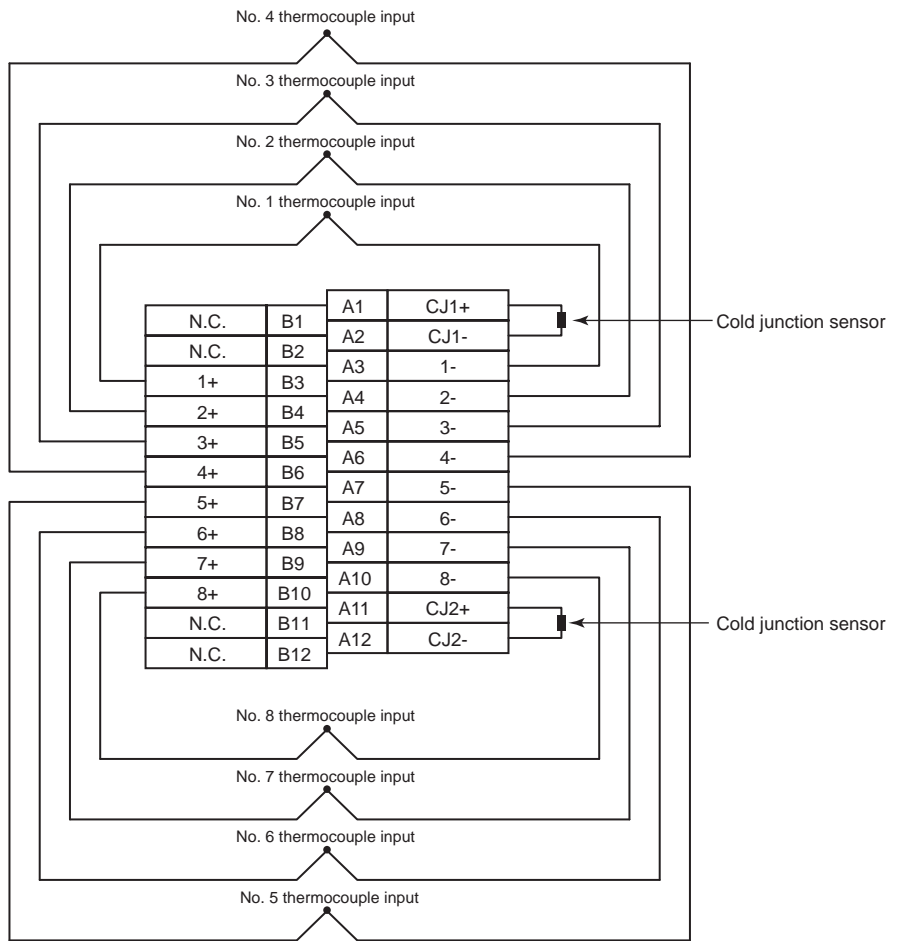 No. 4 thermocouple input
No. 3 thermocouple input
No. 2 thermocouple input
No. 1 thermocouple input
A1 CJ1+
N.C. B1
Cold junction sensor
A2 CJ1-
N.C. B2
A3 1-
1+ B3
A4 2-
2+ B4
A5 3-
3+ B5
A6 4-
4+ B6
A7 5-
5+ B7
A8 6-
6+ B8
A9 7-
7+ B9
A10 8-
8+ B10
A11 CJ2+
N.C. B11
Cold junction sensor
A12 CJ2-
N.C. B12
No. 8 thermocouple input
No. 7 thermocouple input
No. 6 thermocouple input
No. 5 thermocouple input